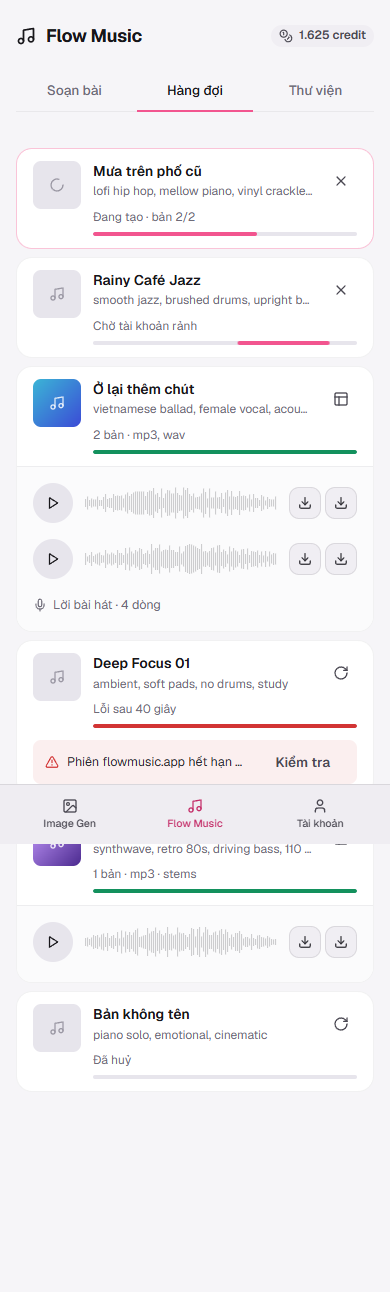 Flow Music
1.625 credit
Soạn bài
Hàng đợi
Thư viện
Mưa trên phố cũ
lofi hip hop, mellow piano, vinyl crackle...
Đang tạo · bản 2/2
Rainy Café Jazz
smooth jazz, brushed drums, upright b...
Chờ tài khoản rảnh
Ở lại thêm chút
vietnamese ballad, female vocal, acou...
2 bản · mp3, wav
Lời bài hát · 4 dòng
Deep Focus 01
ambient, soft pads, no drums, study
Lỗi sau 40 giây
Phiên flowmusic.app hết hạn ...
Kiểm tra
Image Gen
Flow Music
Tài khoản
synthwave, retro 80s, driving bass, 110 ...
1 bản · mp3 · stems
Bản không tên
piano solo, emotional, cinematic
Đã huỷ